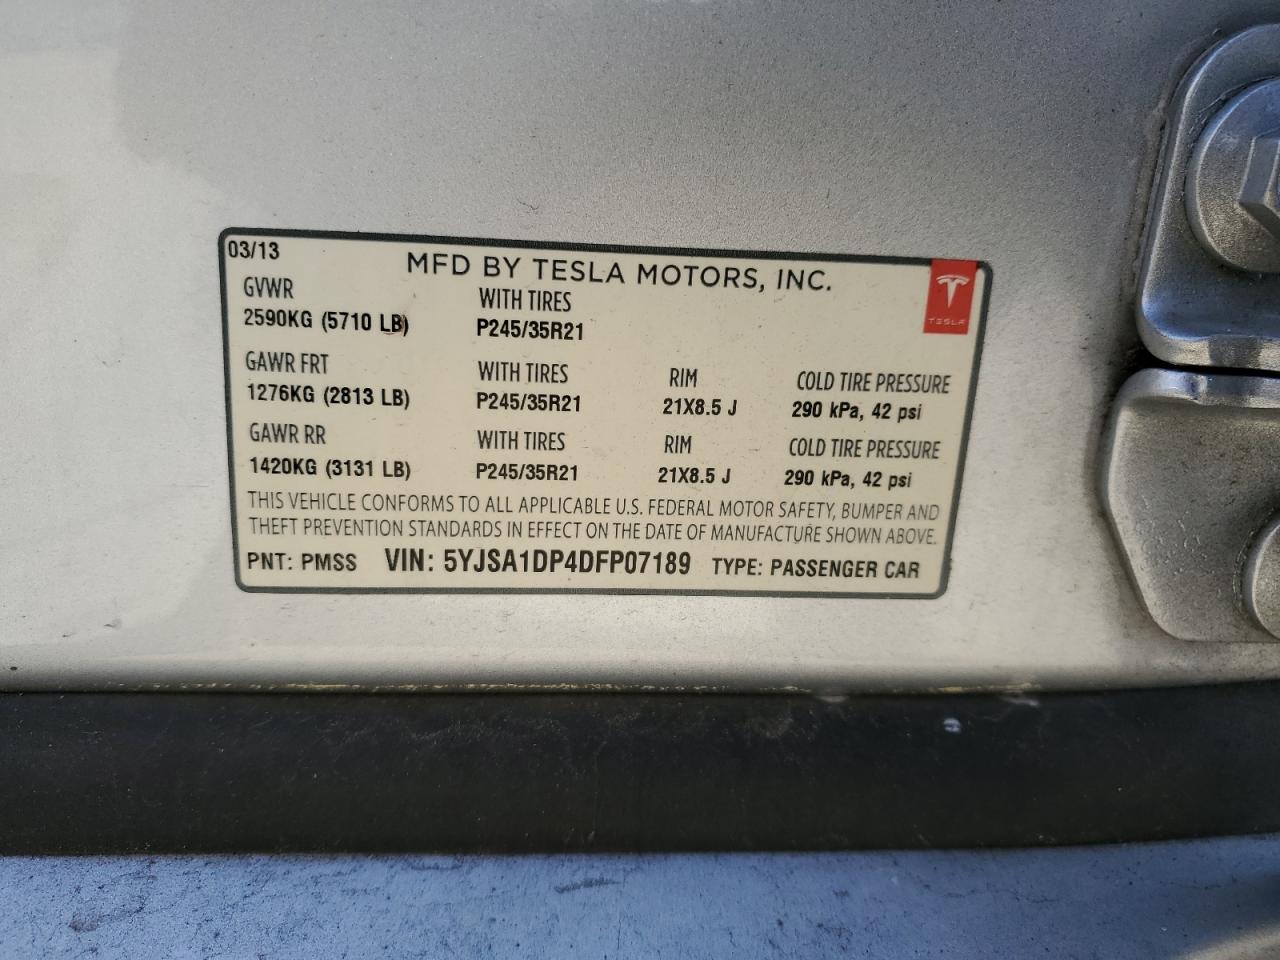 03/13
MFD BY TESLA MOTORS, INC.
TESLA
GVWR WITH TIRES
2590KG (5710 LB) P245/35R21
GAWR FRT WITH TIRES RIM COLD TIRE PRESSURE
1276KG (2813 LB) P245/35R21 21X8.5 J 290 kPa, 42 psi
GAWR RR WITH TIRES RIM COLD TIRE PRESSURE
1420KG (3131 LB) P245/35R21 21X8.5 J 290 kPa, 42 psi
THIS VEHICLE CONFORMS TO ALL APPLICABLE U.S. FEDERAL MOTOR SAFETY, BUMPER AND
THEFT PREVENTION STANDARDS IN EFFECT ON THE DATE OF MANUFACTURE SHOWN ABOVE.
PNT: PMSS VIN: 5YJSA1DP4DFP07189 TYPE: PASSENGER CAR